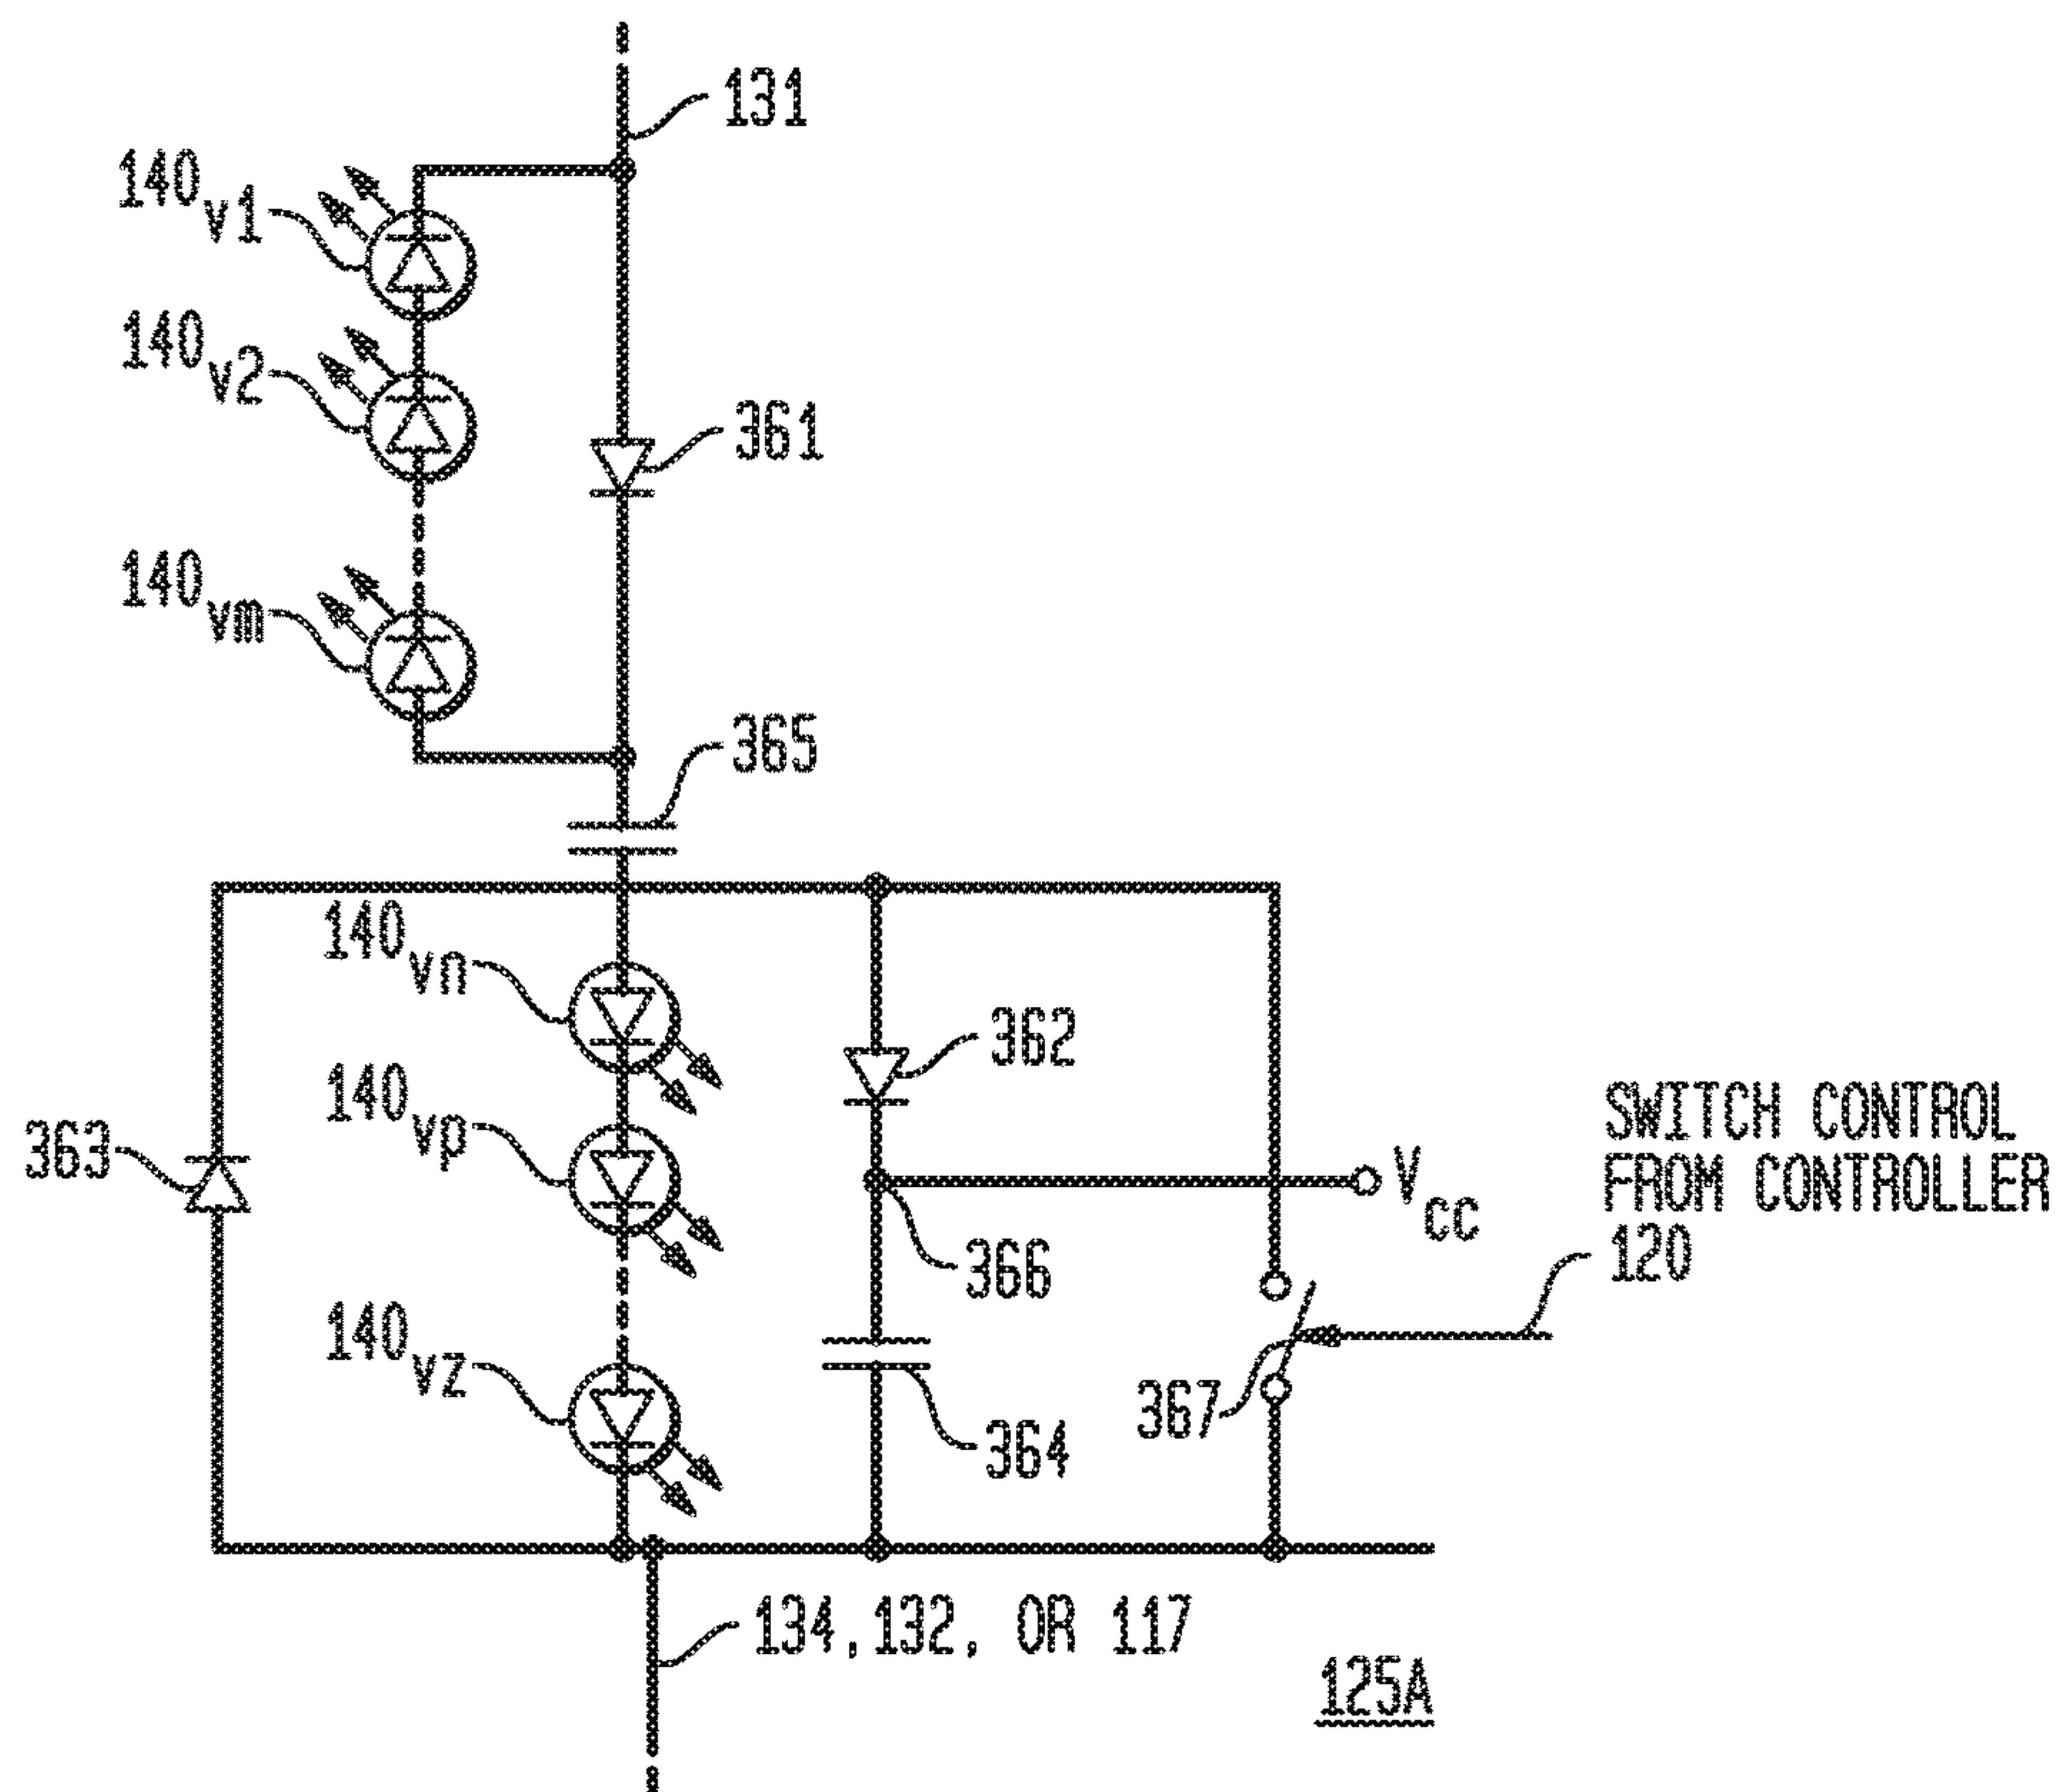 131
140v1
140v2
361
140vm
365
140vn
362
140vp
363
SWITCH CONTROL
FROM CONTROLLER
120
Vcc
366
140vz
367
364
134, 132, OR 117
125A